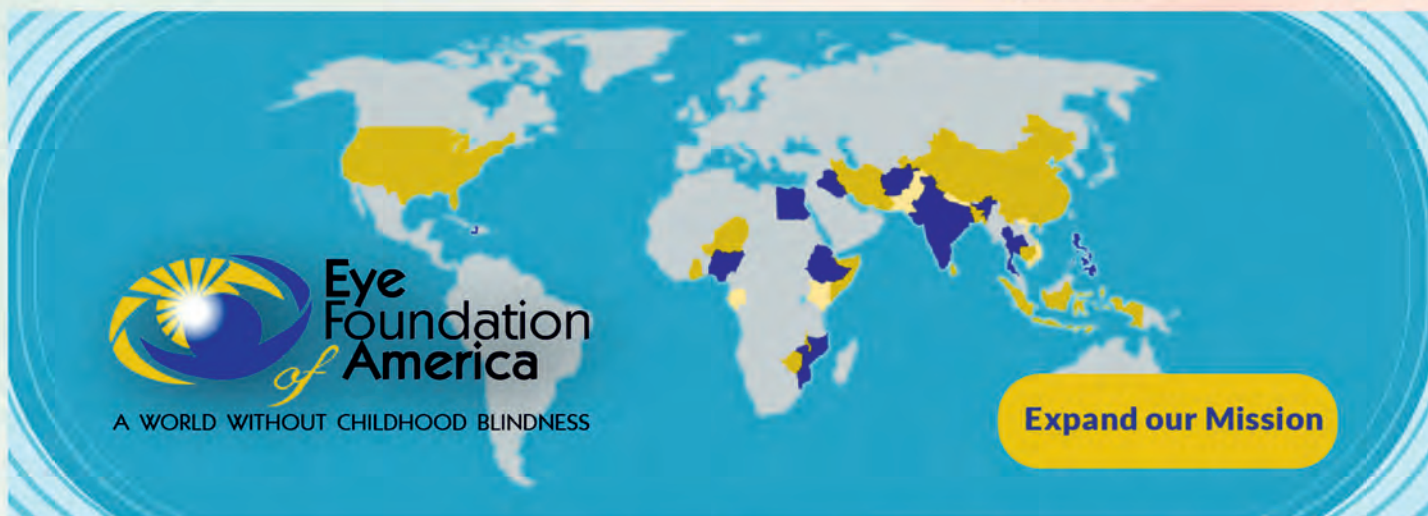 Eye
Foundation
of America
A WORLD WITHOUT CHILDHOOD BLINDNESS
Expand our Mission